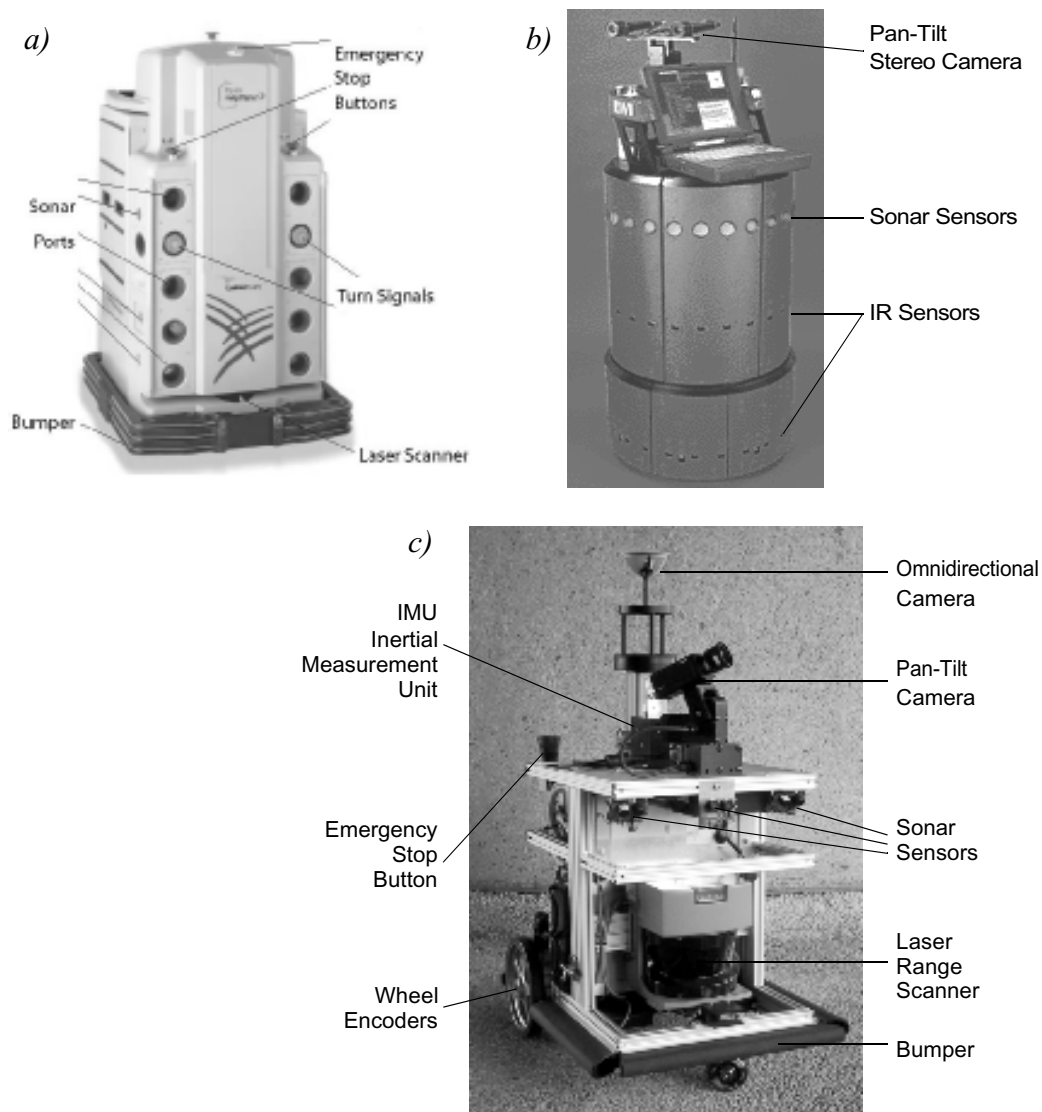 a)
Emergency
Stop
Buttons
Sonar
Ports
Turn Signals
Bumper
Laser Scanner
b)
Pan-Tilt
Stereo Camera
Sonar Sensors
IR Sensors
c)
IMU
Inertial
Measurement
Unit
Emergency
Stop
Button
Wheel
Encoders
Omnidirectional
Camera
Pan-Tilt
Camera
Sonar
Sensors
Laser
Range
Scanner
Bumper